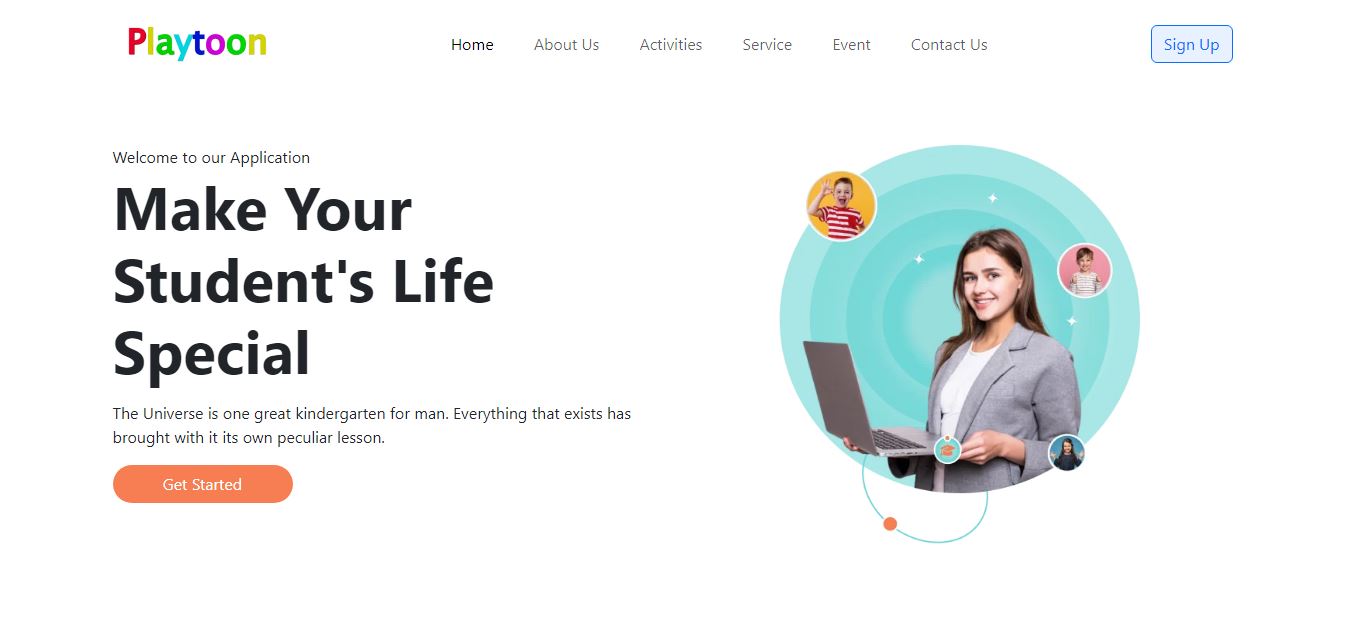 Playtoon
Home
About Us
Activities
Service
Event
Contact Us
Sign Up
Welcome to our Application
Make Your
Student's Life
Special
The Universe is one great kindergarten for man. Everything that exists has
brought with it its own peculiar lesson.
Get Started